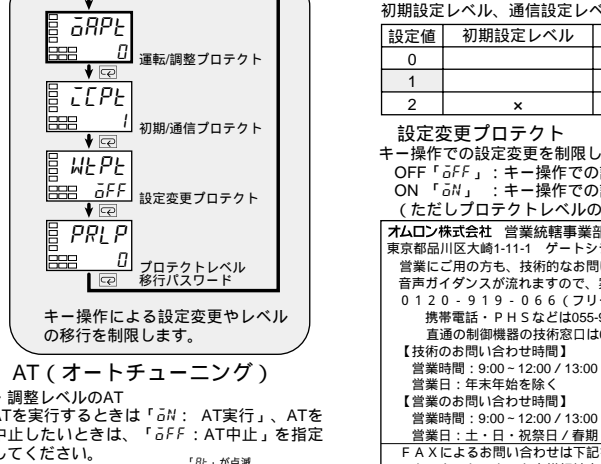 oAPt
0
運転/調整プロテクト
iCPt
1
初期/通信プロテクト
WtPt
oFF
設定変更プロテクト
PRLP
0
プロテクトレベル
移行パスワード
キー操作による設定変更やレベル
の移行を制限します。
AT(オートチューニング)
調整レベルのAT
ATを実行するときは「oN: AT実行」、ATを
中止したいときは、「oFF:AT中止」を指定
してください。
が点滅
初期設定レベル、通信設定レベ
設定値 初期設定レベル
0
1
2 ×
設定変更プロテクト
キー操作での設定変更を制限し
OFF「oFF」:キー操作での
ON 「oN」 :キー操作での
(ただしプロテクトレベルの
オムロン株式会社 営業統轄事業部
東京都品川区大崎1-11-1 ゲートシ
営業にご用の方も、技術的なお問
音声ガイダンスが流れますので、
0120-919-066(フリ
携帯電話・PHSなどは055-9
直通の制御機器の技術窓口は
【技術のお問い合わせ時間】
営業時間:9:00~12:00 / 13:00
営業日:年末年始を除く
【営業のお問い合わせ時間】
営業時間:9:00~12:00 / 13:00
営業日:土・日・祝祭日 / 春期
FAXによるお問い合わせは下記